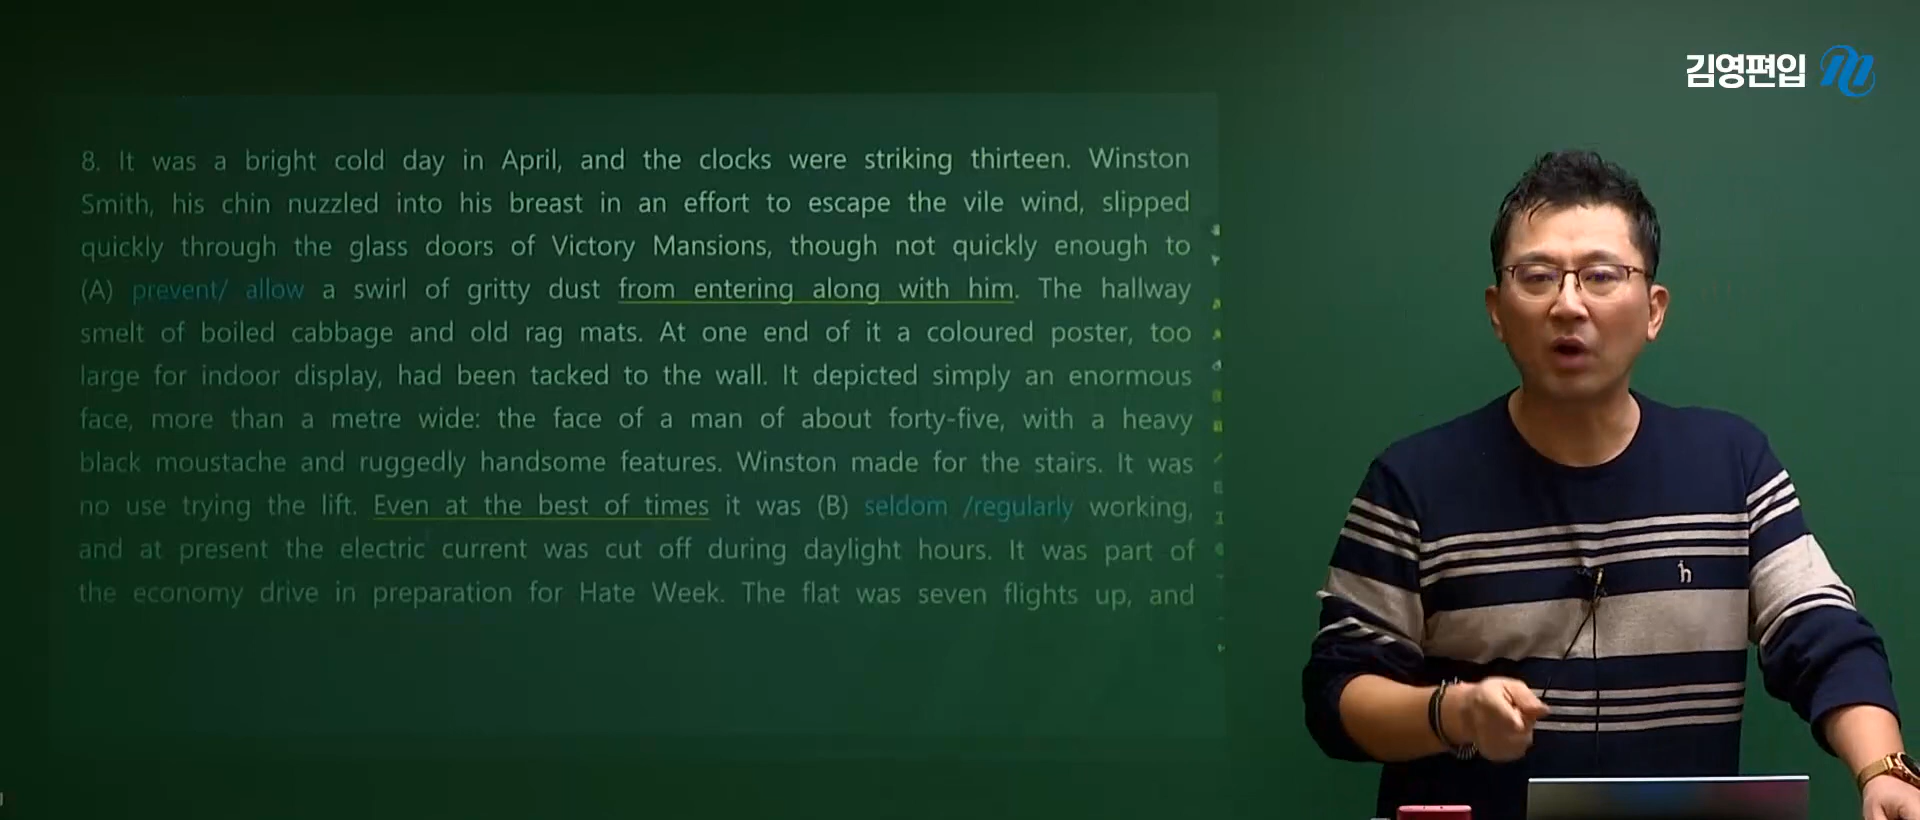 김영편입
8. It was a bright cold day in April, and the clocks were striking thirteen. Winston
Smith, his chin nuzzled into his breast in an effort to escape the vile wind, slipped
quickly through the glass doors of Victory Mansions, though not quickly enough to
(A) prevent/ allow a swirl of gritty dust from entering along with him. The hallway
smelt of boiled cabbage and old rag mats. At one end of it a coloured poster, too
large for indoor display, had been tacked to the wall. It depicted simply an enormous
face, more than a metre wide: the face of a man of about forty-five, with a heavy
black moustache and ruggedly handsome features. Winston made for the stairs. It was
no use trying the lift. Even at the best of times it was (B) seldom /regularly working,
and at present the electric current was cut off during daylight hours. It was part of
the economy drive in preparation for Hate Week. The flat was seven flights up, and